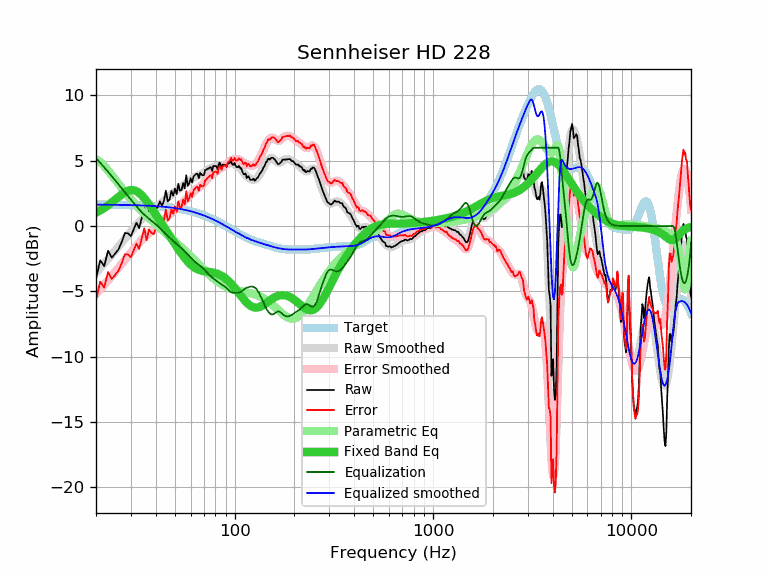 Sennheiser HD 228
Amplitude (dBr)
10
5
0
−5
−10
−15
−20
Target
Raw Smoothed
Error Smoothed
Raw
Error
Parametric Eq
Fixed Band Eq
Equalization
Equalized smoothed
100
1000
10000
Frequency (Hz)